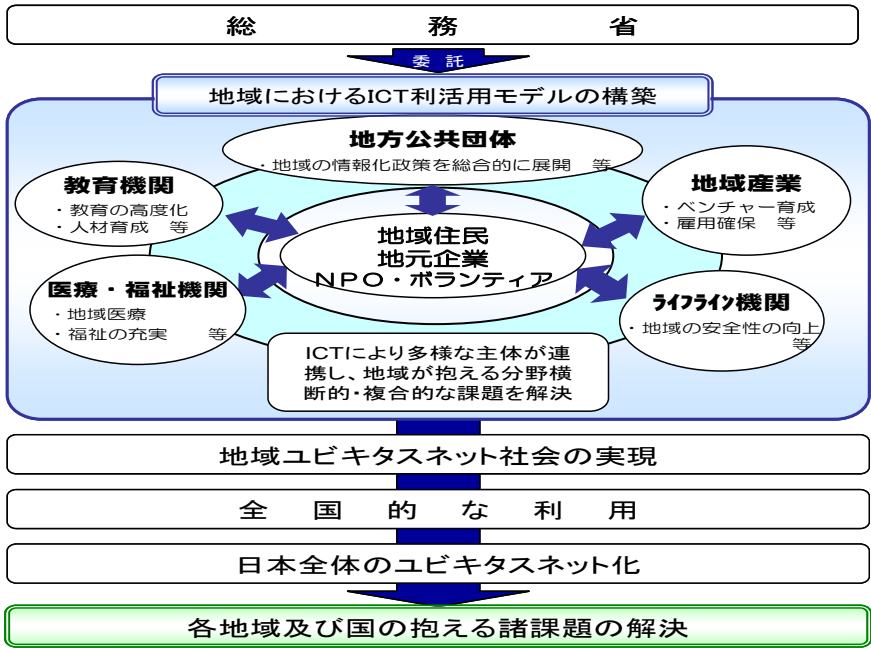 総務省
委託
地域におけるICT利活用モデルの構築
地方公共団体
・地域の情報化政策を総合的に展開　等
教育機関
・教育の高度化
・人材育成　等
地域産業
・ベンチャー育成
・雇用確保　等
地域住民
地元企業
NPO・ボランティア
医療・福祉機関
・地域医療
・福祉の充実　等
ﾗｲﾌﾗｲﾝ機関
・地域の安全性の向上
等
ICTにより多様な主体が連
携し、地域が抱える分野横
断的・複合的な課題を解決
地域ユビキタスネット社会の実現
全国的な利用
日本全体のユビキタスネット化
各地域及び国の抱える諸課題の解決